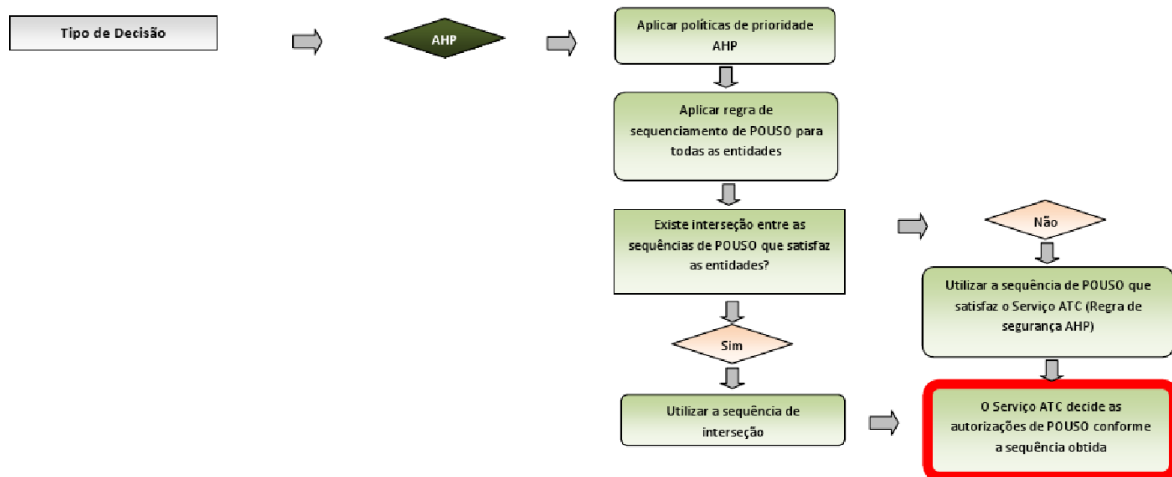 Tipo de Decisão
AHP
Aplicar políticas de prioridade
AHP
Aplicar regra de
sequenciamento de POUSO para
todas as entidades
Existe interseção entre as
sequências de POUSO que satisfaz
as entidades?
Não
Utilizar a sequência de POUSO que
satisfaz o Serviço ATC (Regra de
segurança AHP)
Sim
Utilizar a sequência de
interseção
O Serviço ATC decide as
autorizações de POUSO conforme
a sequência obtida